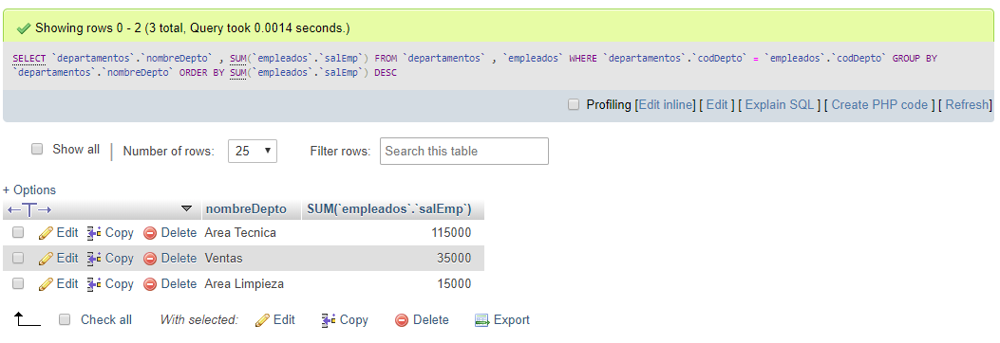 Showing rows 0 - 2 (3 total, Query took 0.0014 seconds.)
SELECT `departamentos`.`nombreDepto` , SUM(`empleados`.`salEmp`) FROM `departamentos` , `empleados` WHERE `departamentos`.`codDepto` = `empleados`.`codDepto` GROUP BY
`departamentos`.`nombreDepto` ORDER BY SUM(`empleados`.`salEmp`) DESC
Profiling [Edit inline] [ Edit ] [ Explain SQL ] [ Create PHP code ] [ Refresh]
Show all | Number of rows: 25 Filter rows: Search this table
+ Options
nombreDepto SUM(`empleados`.`salEmp`)
Edit Copy Delete Area Tecnica 115000
Edit Copy Delete Ventas 35000
Edit Copy Delete Area Limpieza 15000
Check all With selected: Edit Copy Delete Export